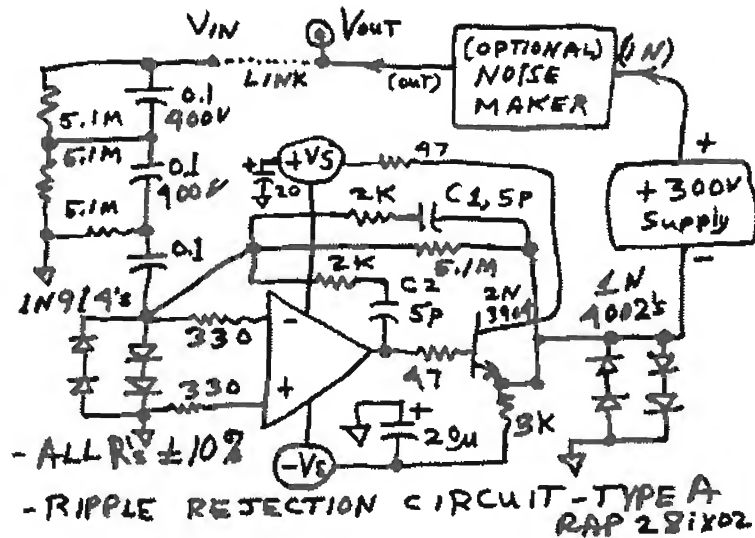 VIN
VOUT
LINK
(OUT)
(OPTIONAL)
NOISE
MAKER
(IN)
5.1M
0.1
400V
5.1M
0.1
400V
5.1M
0.1
+
20
+VS
47
2K
C1, 5P
5.1M
2K
C2
5P
+
+300V
Supply
-
1N914's
330
-
330
+
47
2N
3904
3K
1N
4002's
+
20u
-VS
- ALL R's ±10%
- RIPPLE REJECTION CIRCUIT - TYPE A
RAP 28iX02